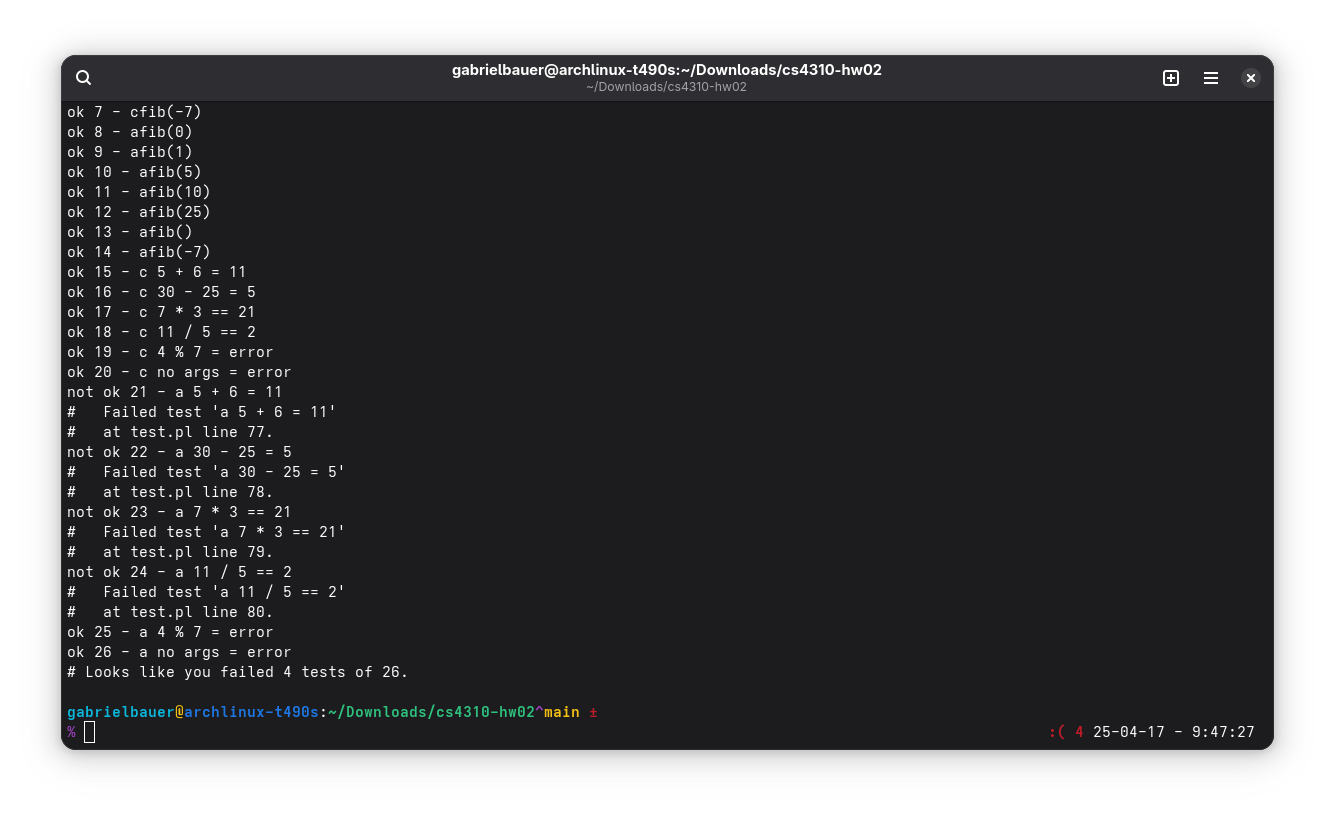 gabrielbauer@archlinux-t490s:~/Downloads/cs4310-hw02
~/Downloads/cs4310-hw02
ok 7 - cfib(-7)
ok 8 - afib(0)
ok 9 - afib(1)
ok 10 - afib(5)
ok 11 - afib(10)
ok 12 - afib(25)
ok 13 - afib()
ok 14 - afib(-7)
ok 15 - c 5 + 6 = 11
ok 16 - c 30 - 25 = 5
ok 17 - c 7 * 3 == 21
ok 18 - c 11 / 5 == 2
ok 19 - c 4 % 7 = error
ok 20 - c no args = error
not ok 21 - a 5 + 6 = 11
#   Failed test 'a 5 + 6 = 11'
#   at test.pl line 77.
not ok 22 - a 30 - 25 = 5
#   Failed test 'a 30 - 25 = 5'
#   at test.pl line 78.
not ok 23 - a 7 * 3 == 21
#   Failed test 'a 7 * 3 == 21'
#   at test.pl line 79.
not ok 24 - a 11 / 5 == 2
#   Failed test 'a 11 / 5 == 2'
#   at test.pl line 80.
ok 25 - a 4 % 7 = error
ok 26 - a no args = error
# Looks like you failed 4 tests of 26.
gabrielbauer@archlinux-t490s:~/Downloads/cs4310-hw02^main ±
% :( 4 25-04-17 - 9:47:27